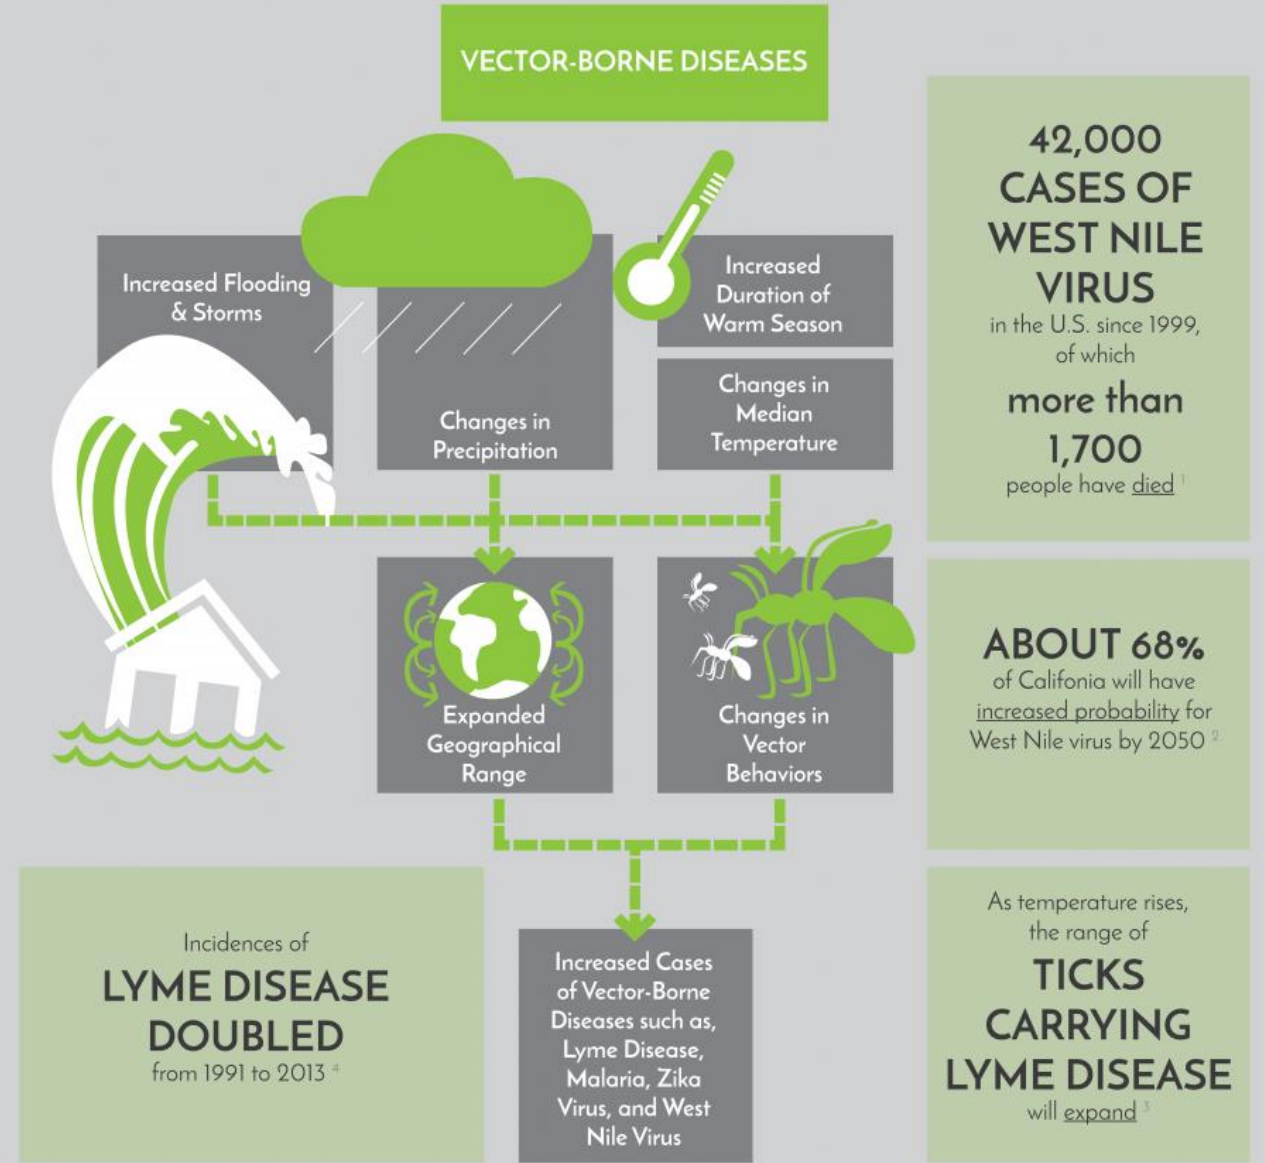 VECTOR-BORNE DISEASES
Increased Flooding
& Storms
Changes in
Precipitation
Increased
Duration of
Warm Season
Changes in
Median
Temperature
Expanded
Geographical
Range
Changes in
Vector
Behaviors
Increased Cases
of Vector-Borne
Diseases such as,
Lyme Disease,
Malaria, Zika
Virus, and West
Nile Virus
42,000
CASES OF
WEST NILE
VIRUS
in the U.S. since 1999,
of which
more than
1,700
people have died 1
ABOUT 68%
of Califonia will have
increased probability for
West Nile virus by 2050 2
As temperature rises,
the range of
TICKS
CARRYING
LYME DISEASE
will expand 3
Incidences of
LYME DISEASE
DOUBLED
from 1991 to 2013 4